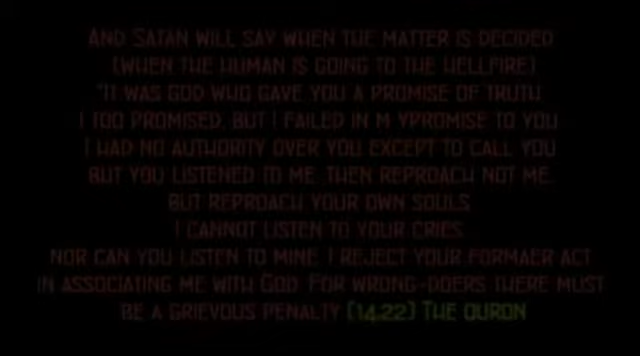 AND SATAN WILL SAY WHEN THE MATTER IS DECIDED
(WHEN THE HUMAN IS GOING TO THE HELLFIRE)
"IT WAS GOD WHO GAVE YOU A PROMISE OF TRUTH
I TOO PROMISED, BUT I FAILED IN M YPROMISE TO YOU
I HAD NO AUTHORITY OVER YOU EXCEPT TO CALL YOU
BUT YOU LISTENED TO ME. THEN REPROACH NOT ME.
BUT REPROACH YOUR OWN SOULS
I CANNOT LISTEN TO YOUR CRIES
NOR CAN YOU LISTEN TO MINE I REJECT YOUR FORMAER ACT
IN ASSOCIATING ME WITH GOD. FOR WRONG-DOERS THERE MUST
BE A GRIEVOUS PENALTY (14.22) THE QURON